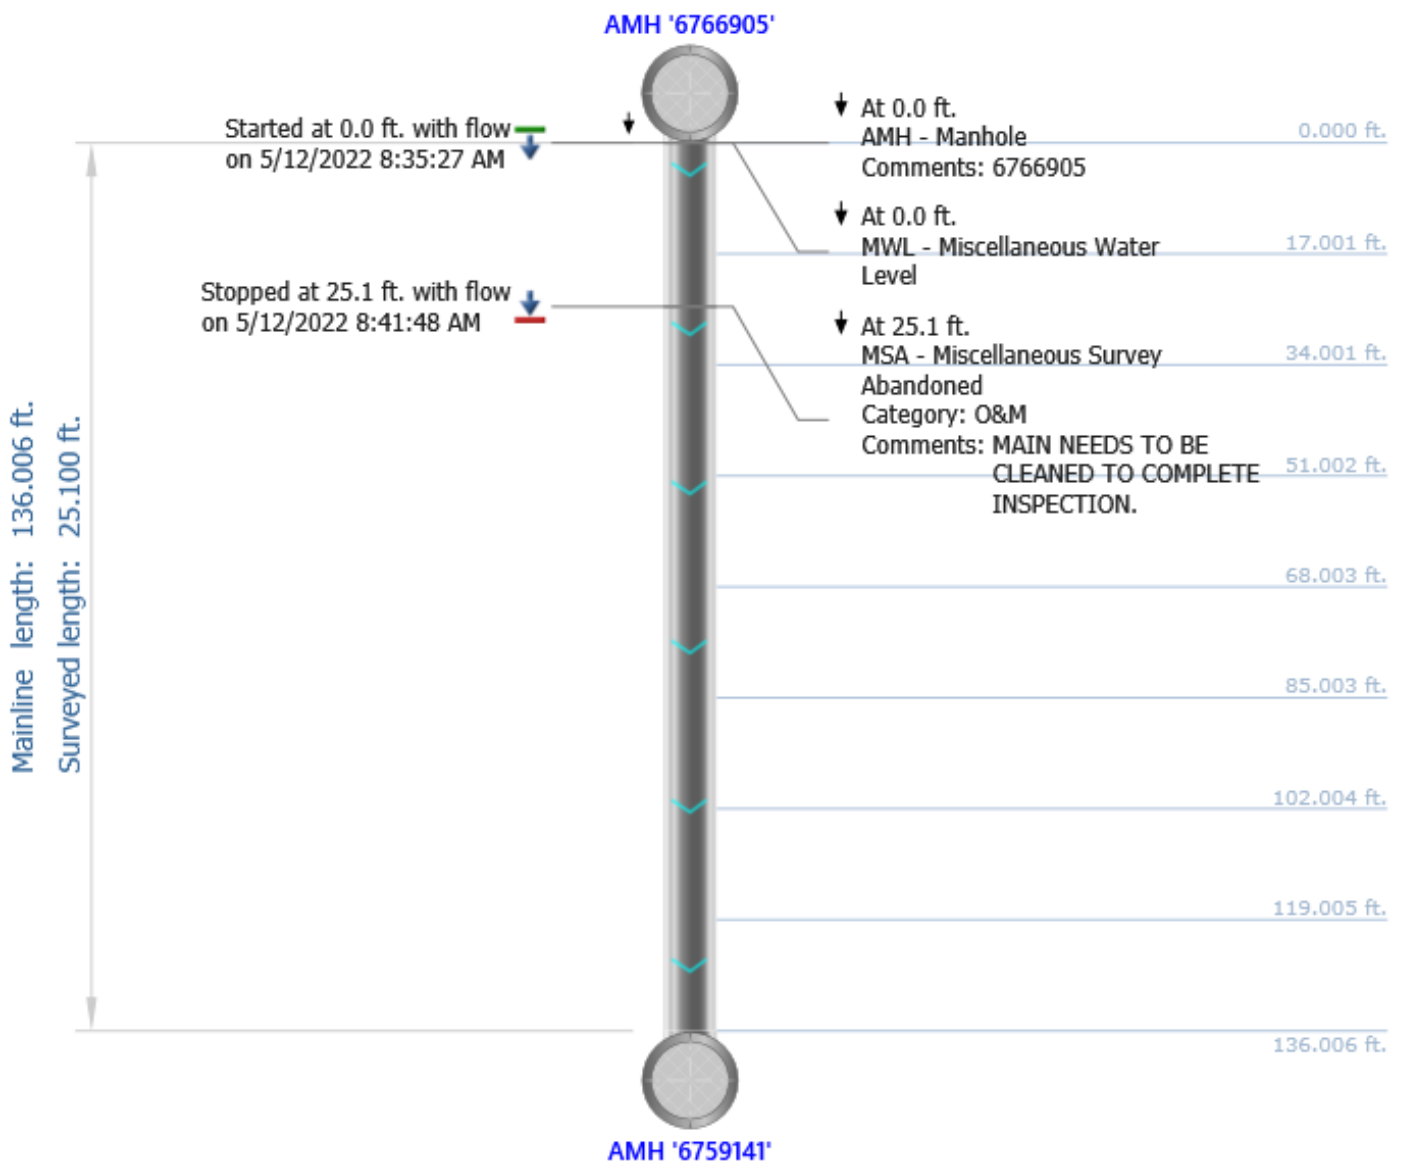 AMH '6766905'
Started at 0.0 ft. with flow
on 5/12/2022 8:35:27 AM
At 0.0 ft.
AMH - Manhole
Comments: 6766905
0.000 ft.
At 0.0 ft.
MWL - Miscellaneous Water
Level
17.001 ft.
Stopped at 25.1 ft. with flow
on 5/12/2022 8:41:48 AM
At 25.1 ft.
MSA - Miscellaneous Survey
Abandoned
Category: O&M
Comments: MAIN NEEDS TO BE
CLEANED TO COMPLETE
INSPECTION.
34.001 ft.
51.002 ft.
68.003 ft.
85.003 ft.
102.004 ft.
119.005 ft.
136.006 ft.
Mainline length: 136.006 ft.
Surveyed length: 25.100 ft.
AMH '6759141'